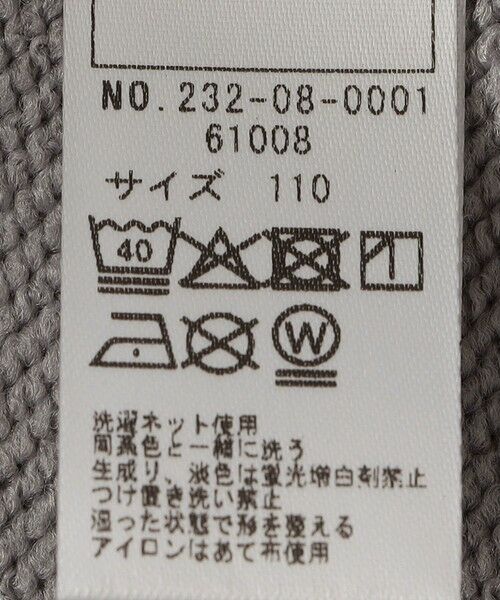 NO.232-08-0001
61008
サイズ 110
40
W
洗濯ネット使用
同系色と一緒に洗う
生成り、淡色は蛍光増白剤禁止
つけ置き洗い禁止
湿った状態で形を整える
アイロンはあて布使用